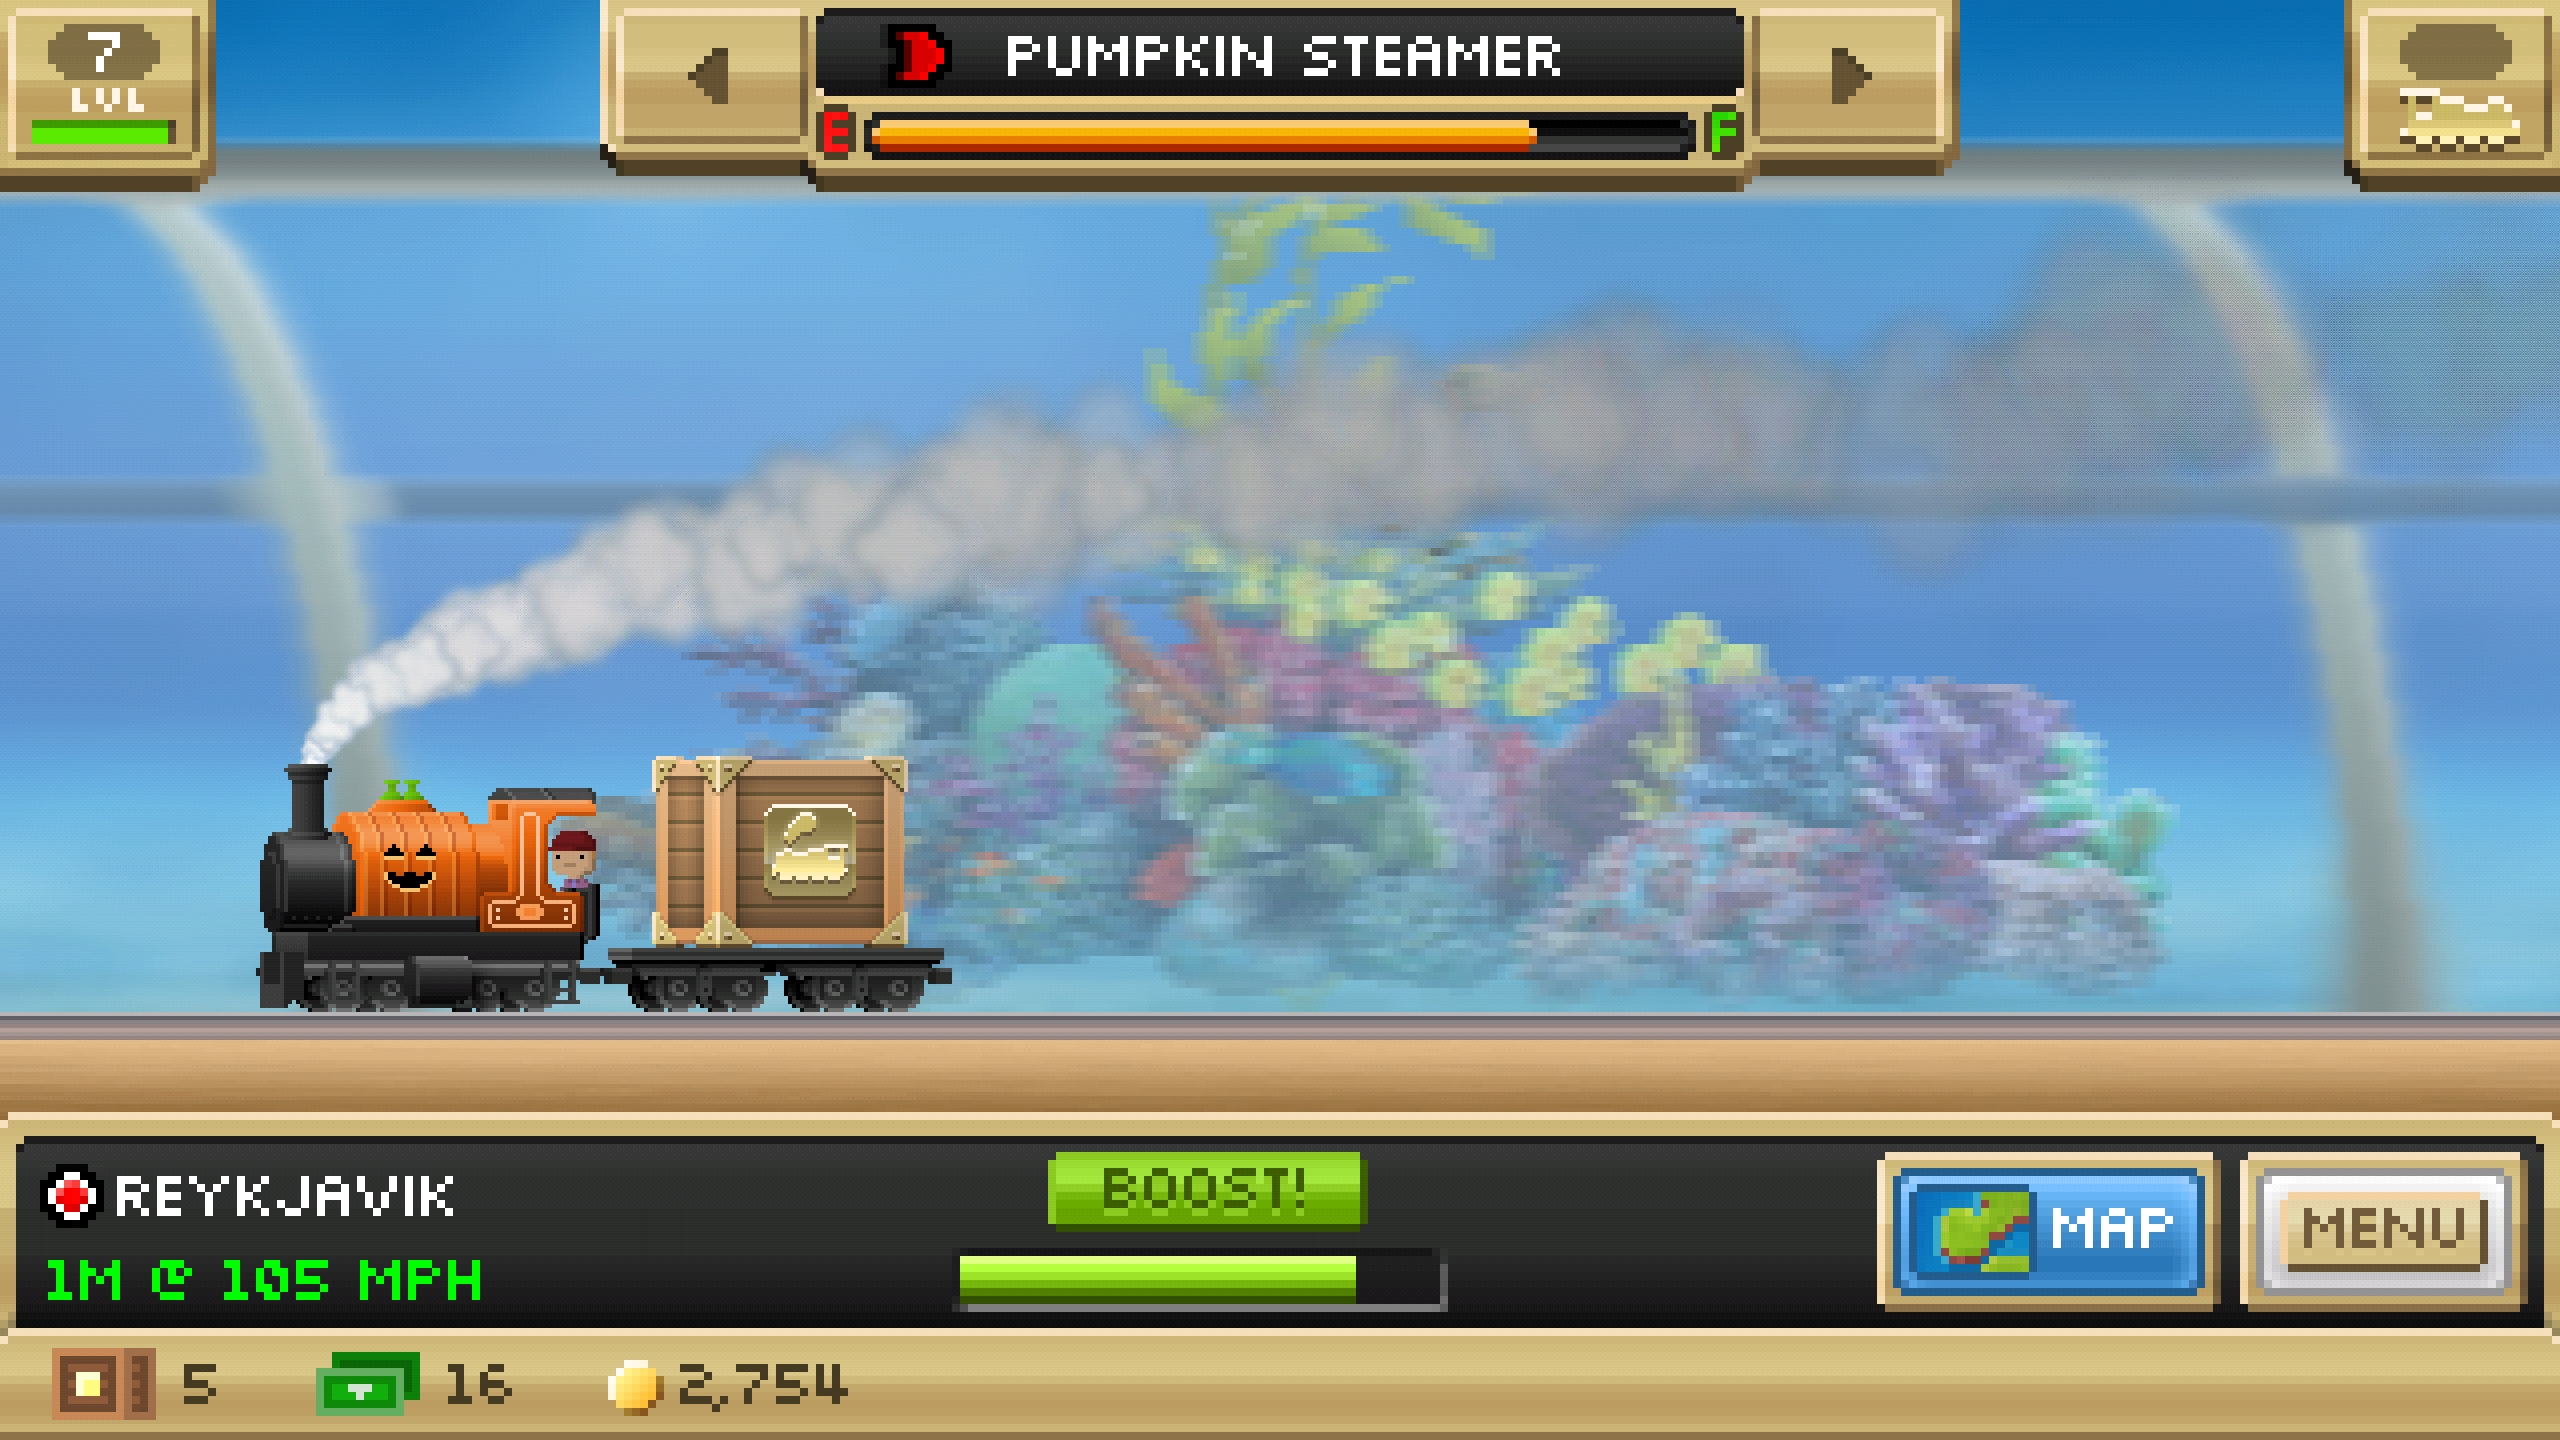 7
LVL
PUMPKIN STEAMER
E F
REYKJAVIK
1M @ 105 MPH
BOOST!
MAP
MENU
5 16 2,754